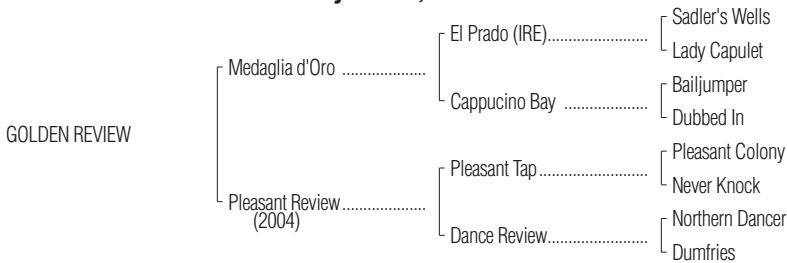 Sadler's Wells
El Prado (IRE)
Lady Capulet
Medaglia d'Oro
Bailjumper
Cappucino Bay
Dubbed In
GOLDEN REVIEW
Pleasant Colony
Pleasant Tap
Never Knock
Pleasant Review
(2004)
Northern Dancer
Dance Review
Dumfries